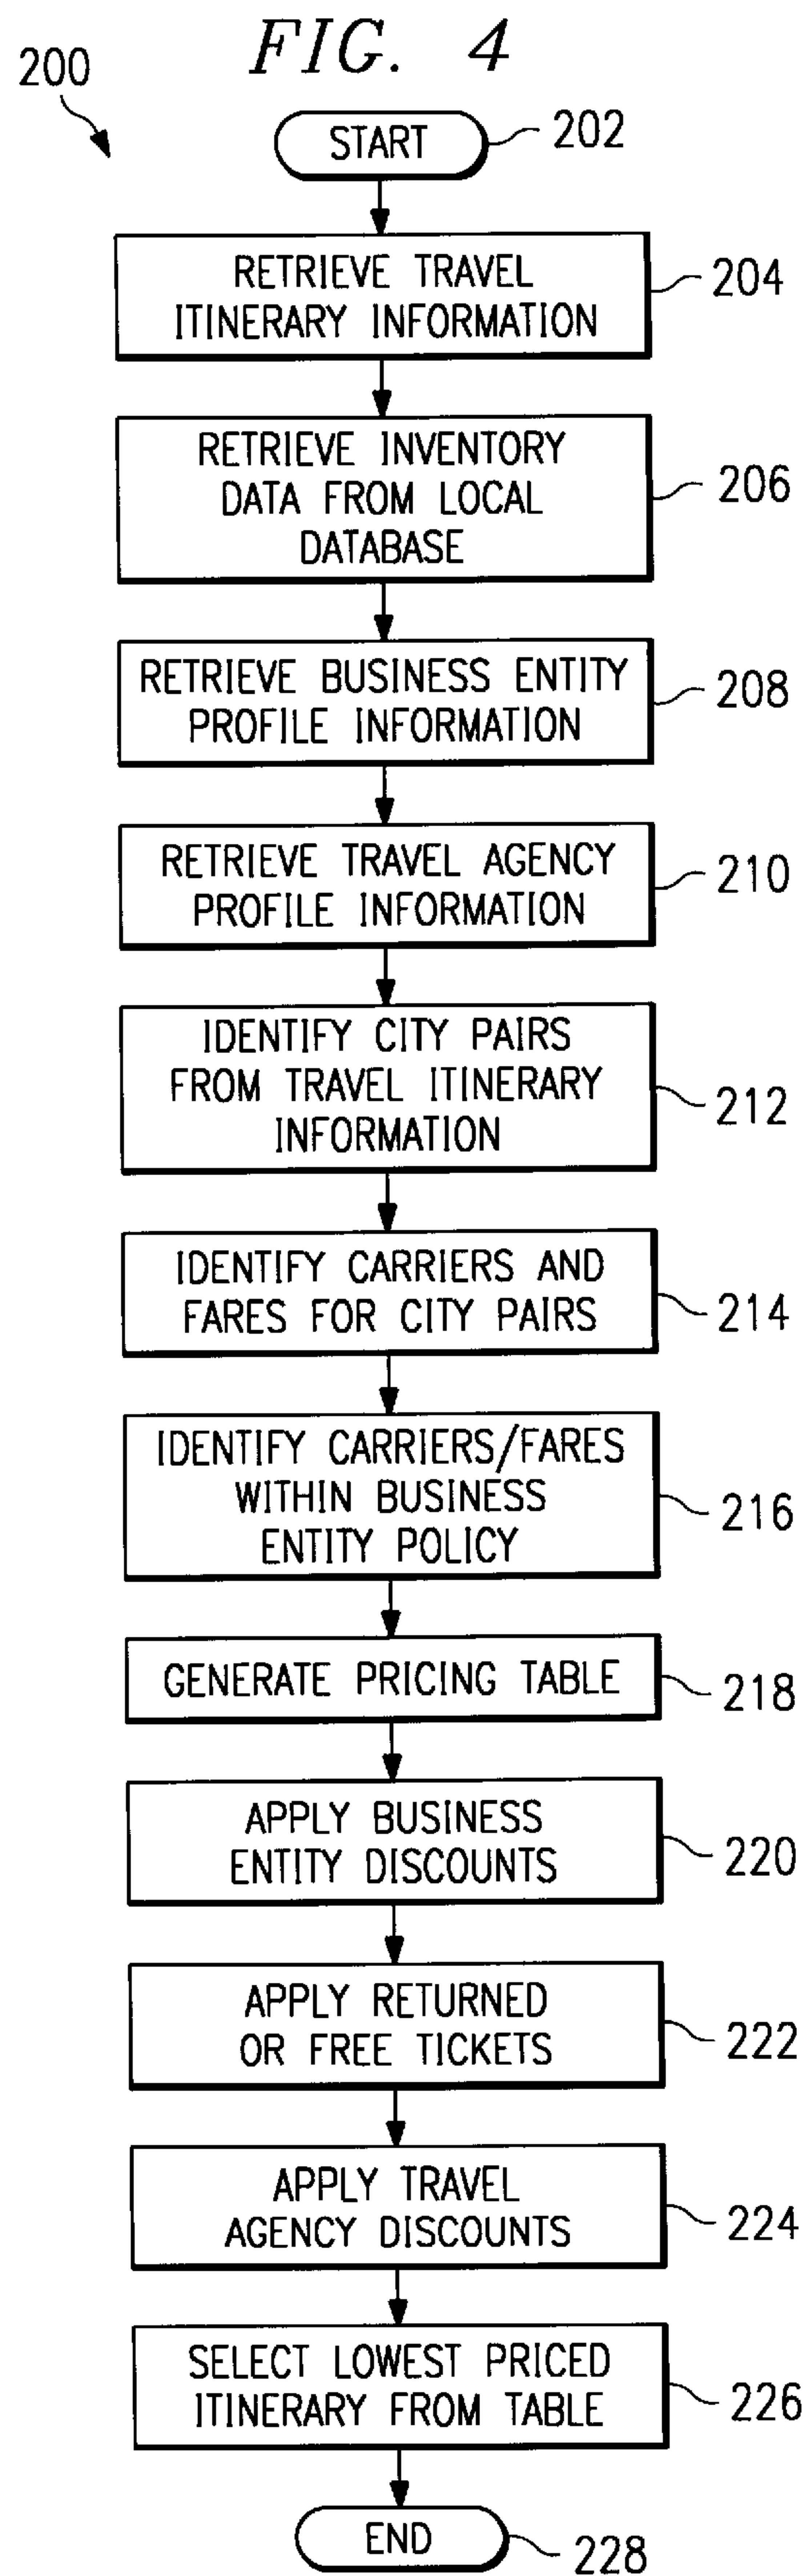 FIG. 4
200
START
202
RETRIEVE TRAVEL
ITINERARY INFORMATION
204
RETRIEVE INVENTORY
DATA FROM LOCAL
DATABASE
206
RETRIEVE BUSINESS ENTITY
PROFILE INFORMATION
208
RETRIEVE TRAVEL AGENCY
PROFILE INFORMATION
210
IDENTIFY CITY PAIRS
FROM TRAVEL ITINERARY
INFORMATION
212
IDENTIFY CARRIERS AND
FARES FOR CITY PAIRS
214
IDENTIFY CARRIERS/FARES
WITHIN BUSINESS
ENTITY POLICY
216
GENERATE PRICING TABLE
218
APPLY BUSINESS
ENTITY DISCOUNTS
220
APPLY RETURNED
OR FREE TICKETS
222
APPLY TRAVEL
AGENCY DISCOUNTS
224
SELECT LOWEST PRICED
ITINERARY FROM TABLE
226
END
228